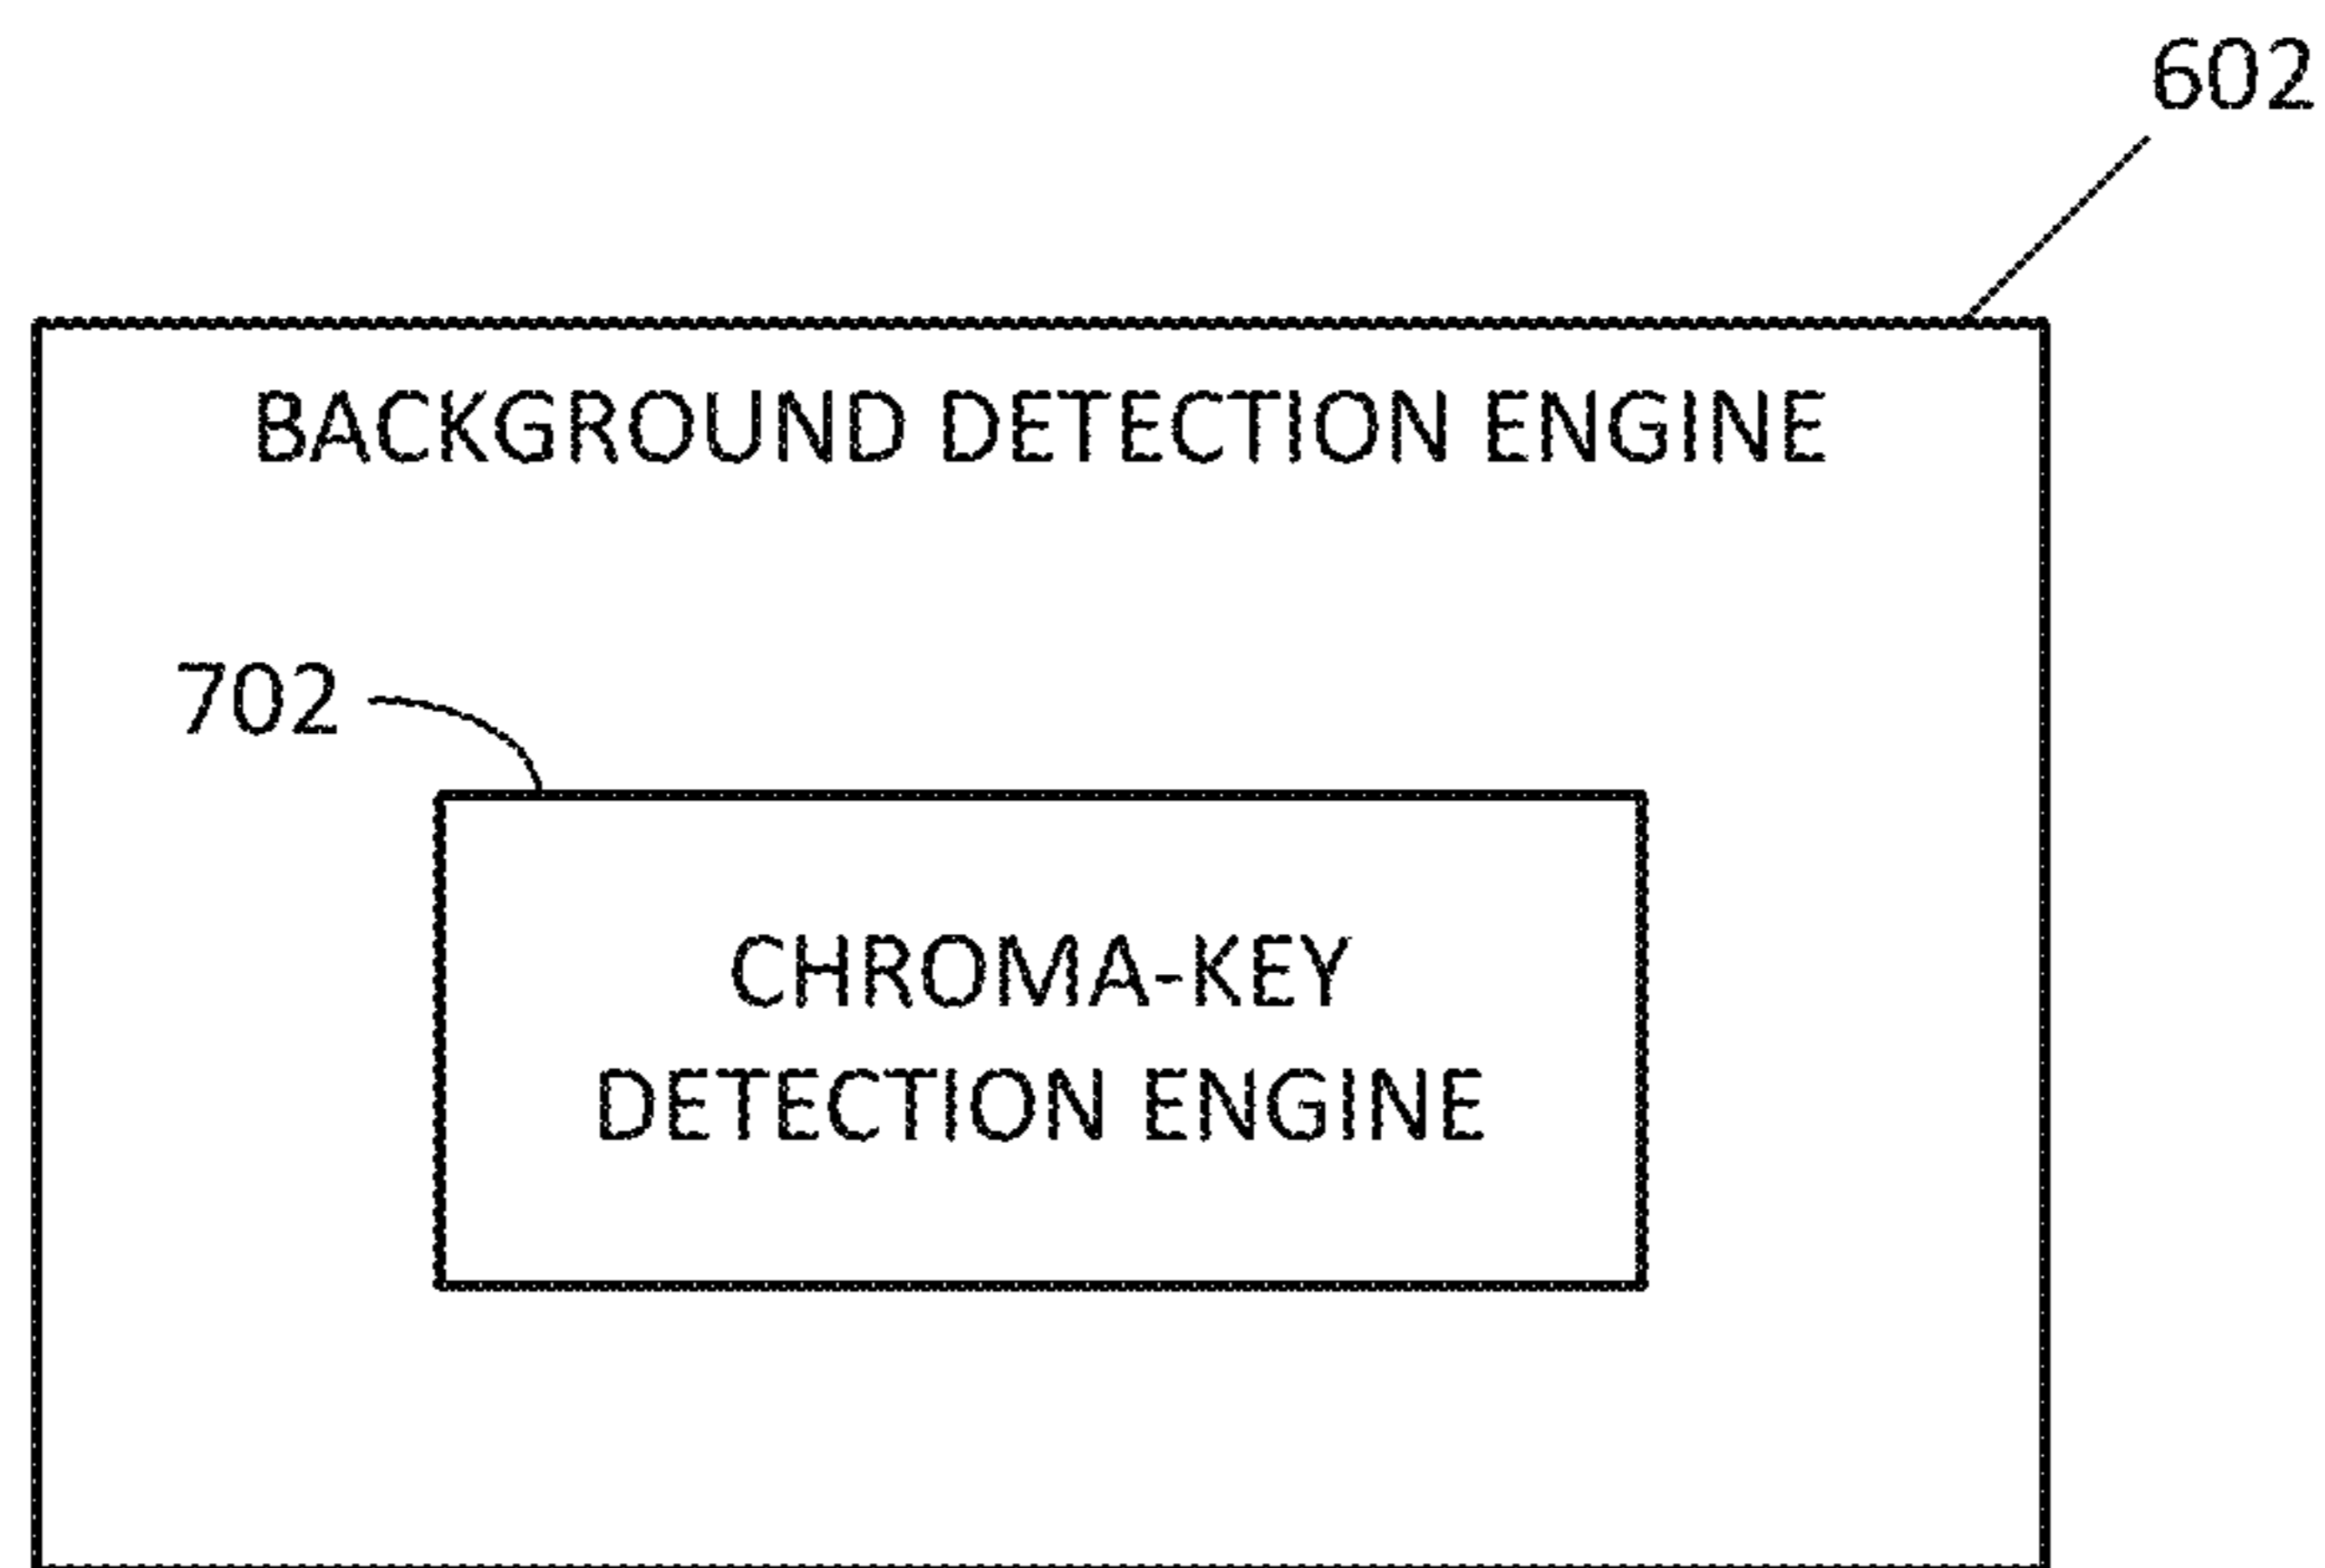 602
BACKGROUND DETECTION ENGINE
702
CHROMA-KEY
DETECTION ENGINE